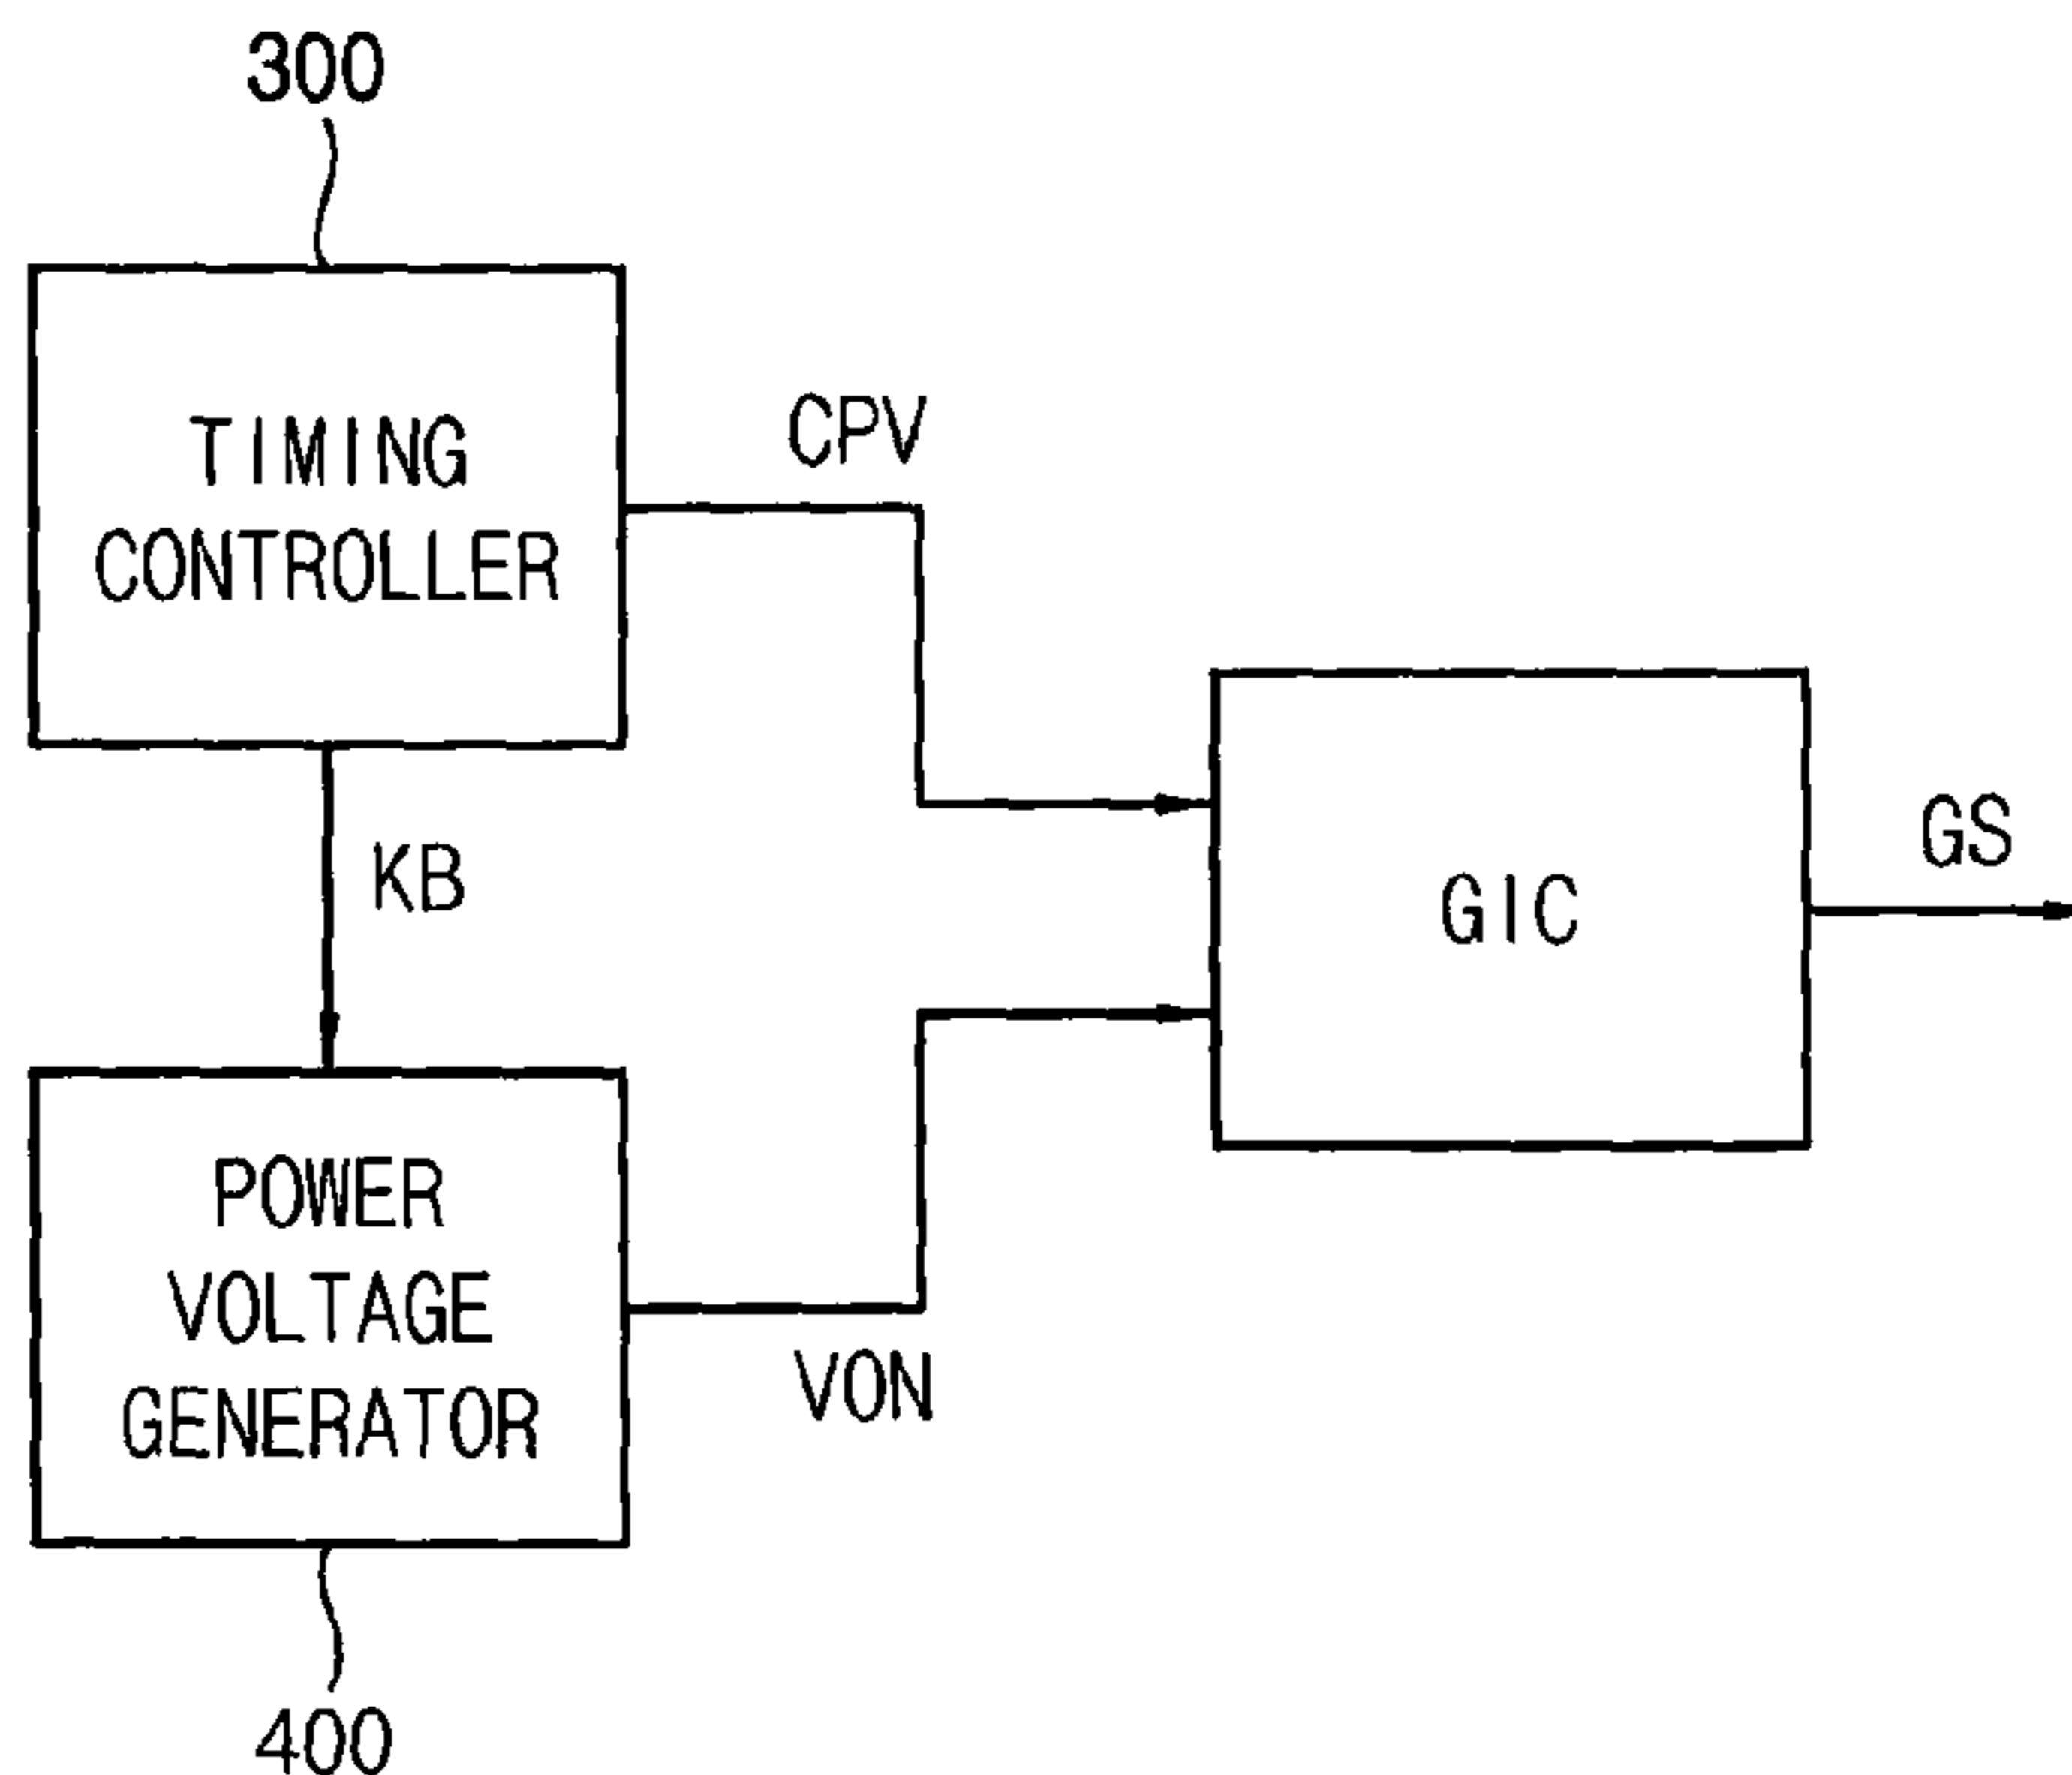 300
TIMING
CONTROLLER
CPV
KB
GIC
GS
POWER
VOLTAGE
GENERATOR
VON
400